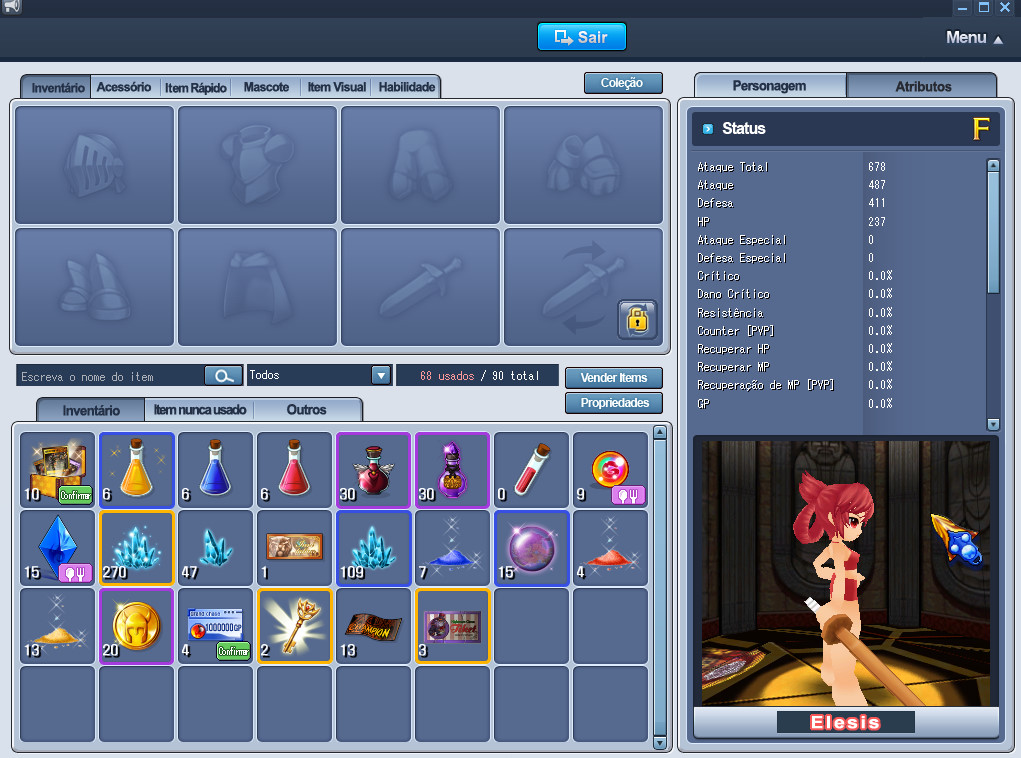 Sair
Menu
Inventário
Acessório
Item Rápido
Mascote
Item Visual
Habilidade
Coleção
Personagem
Atributos
Status
F
Ataque Total 678
Ataque 487
Defesa 411
HP 237
Ataque Especial 0
Defesa Especial 0
Crítico 0.0%
Dano Crítico 0.0%
Resistência 0.0%
Counter [PVP] 0.0%
Recuperar HP 0.0%
Recuperar MP 0.0%
Recuperação de MP [PVP] 0.0%
GP 0.0%
Escreva o nome do item
Todos
68 usados / 90 total
Vender Items
Propriedades
Inventário
Item nunca usado
Outros
10 Confirmar
6
6
6
30
30
0
9
15
270
47
1
109
7
15
4
13
20
1000000GP
4 Confirmar
2
CHAMPION
13
3
Elesis